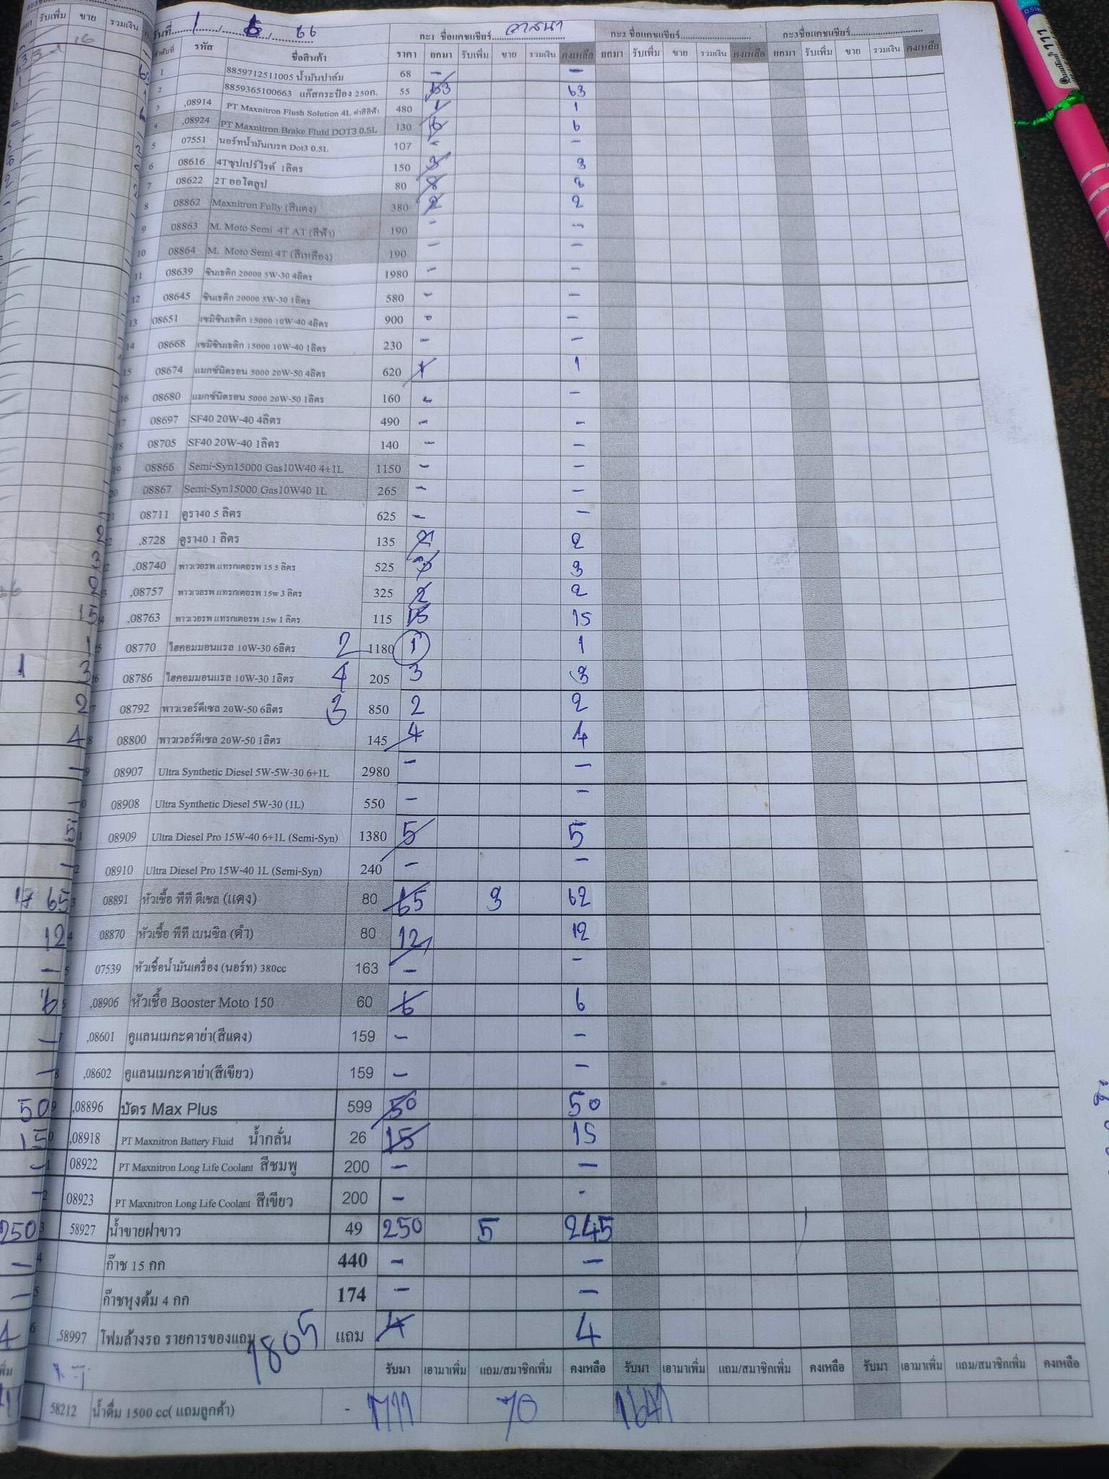 วันที่ 1 / 6 / 66 กะ1 ชื่อแคชเชียร์ วาสนา กะ2 ชื่อแคชเชียร์ กะ3 ชื่อแคชเชียร์
ลำดับที่ รหัส ชื่อสินค้า ราคา ยกมา รับเพิ่ม ขาย รวมเงิน คงเหลือ ยกมา รับเพิ่ม ขาย รวมเงิน คงเหลือ ยกมา รับเพิ่ม ขาย รวมเงิน คงเหลือ
1 8859712511005 น้ำมันปาล์ม 68 - -
2 8859365100663 แก๊สกระป๋อง 250ก. 55 63 63
3 ,08914 PT Maxnitron Flush Solution 4L 480 1 1
4 ,08924 PT Maxnitron Brake Fluid DOT3 0.5L 130 6 6
5 07551 นอร์ทน้ำมันเบรค Dot3 0.5L 107 - -
6 08616 4Tซุปเปร์ไรด์ 1ลิตร 150 3 3
7 08622 2T ออโตลูป 80
8 08862 Maxnitron Fully (สีแดง) 380 2 2
9 08863 M. Moto Semi 4T AT (สีฟ้า) 190 - -
10 08864 M. Moto Semi 4T (สีเหลือง) 190 - -
11 08639 ซินเธติก 20000 5W-30 4ลิตร 1980 - -
12 08645 ซินเธติก 20000 5W-30 1ลิตร 580 - -
13 08651 เซมิซินเธติก 15000 10W-40 4ลิตร 900 - -
14 08668 เซมิซินเธติก 15000 10W-40 1ลิตร 230 - -
15 08674 แมกซ์นิตรอน 5000 20W-50 4ลิตร 620 1 1
16 08680 แมกซ์นิตรอน 5000 20W-50 1ลิตร 160 - -
17 08697 SF40 20W-40 4ลิตร 490 - -
18 08705 SF40 20W-40 1ลิตร 140 - -
19 08866 Semi-Syn15000 Gas10W40 4+1L 1150 - -
20 08867 Semi-Syn15000 Gas10W40 1L 265 - -
08711 ดูรา40 5 ลิตร 625 - -
,8728 ดูรา40 1 ลิตร 135 2 2
,08740 พาวเวอรพ แทรกเตอรพ 15 5 ลิตร 525 3 3
,08757 พาวเวอรพ แทรกเตอรพ 15w 3 ลิตร 325 2 2
,08763 พาวเวอรพ แทรกเตอรพ 15w 1 ลิตร 115 15 15
08770 ไฮคอมมอนแรล 10W-30 6ลิตร 2 1180 1 1
08786 ไฮคอมมอนแรล 10W-30 1ลิตร 4 205 3 3
08792 พาวเวอร์ดีเซล 20W-50 6ลิตร 3 850 2 2
08800 พาวเวอร์ดีเซล 20W-50 1ลิตร 145 4 4
08907 Ultra Synthetic Diesel 5W-5W-30 6+1L 2980 - -
08908 Ultra Synthetic Diesel 5W-30 (1L) 550 - -
08909 Ultra Diesel Pro 15W-40 6+1L (Semi-Syn) 1380 5 5
08910 Ultra Diesel Pro 15W-40 1L (Semi-Syn) 240 - -
17 65 08891 หัวเชื้อ พีที ดีเซล (แดง) 80 65 3 62
12 08870 หัวเชื้อ พีที เบนซิล (ดำ) 80 12 12
- 07539 หัวเชื้อน้ำมันเครื่อง (นอร์ท) 380cc 163 - -
6 ,08906 หัวเชื้อ Booster Moto 150 60 6 6
- ,08601 คูแลนเมกะดาย่า(สีแดง) 159 - -
- ,08602 คูแลนเมกะดาย่า(สีเขียว) 159 - -
50 ,08896 บัตร Max Plus 599 50 50
15 ,08918 PT Maxnitron Battery Fluid น้ำกลั่น 26 15 15
- 08922 PT Maxnitron Long Life Coolant สีชมพู 200 - -
- 08923 PT Maxnitron Long Life Coolant สีเขียว 200 - -
250 58927 น้ำขายฝาขาว 49 250 5 245
- ก๊าซ 15 กก 440 - -
- ก๊าซหุงต้ม 4 กก 174 - -
4 ,58997 โฟมล้างรถ รายการของแถม 1805 แถม 4 4
รับมา เอามาเพิ่ม แถม/สมาชิกเพิ่ม คงเหลือ รับมา เอามาเพิ่ม แถม/สมาชิกเพิ่ม คงเหลือ รับมา เอามาเพิ่ม แถม/สมาชิกเพิ่ม คงเหลือ
58212 น้ำดื่ม 1500 cc( แถมลูกค้า) - 1711 70 1641